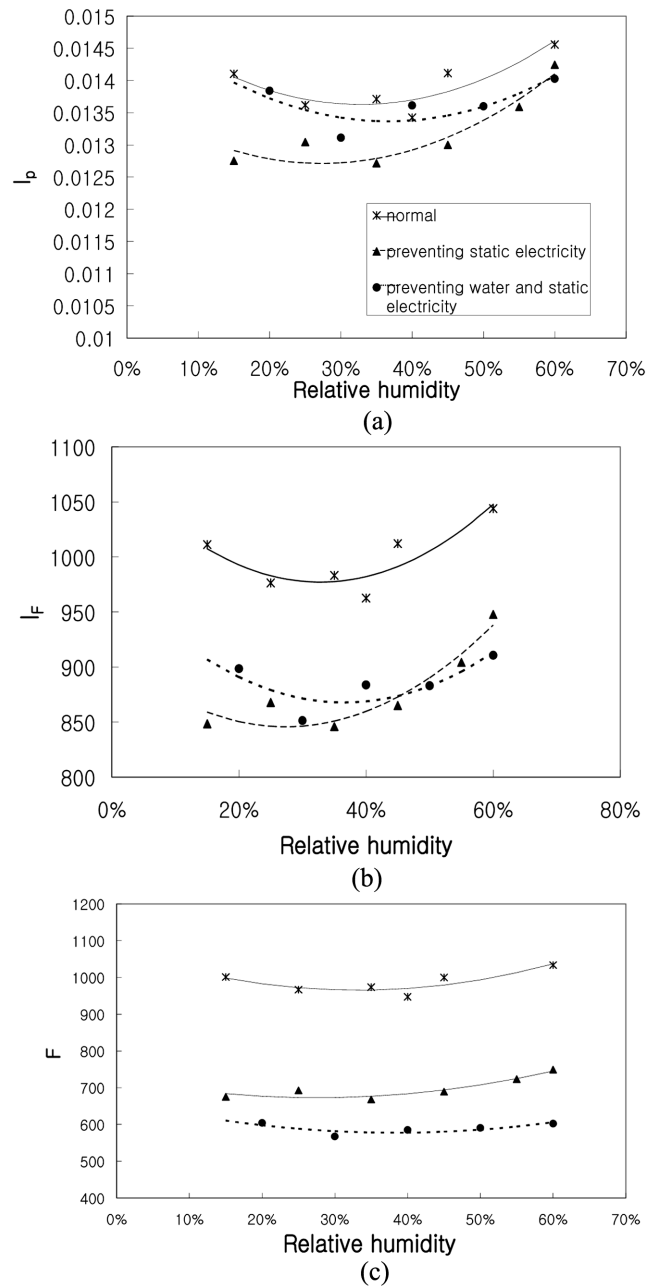 0.015
0.0145
0.014
0.0135
0.013
0.0125
0.012
0.0115
0.011
0.0105
0.01
Ip
normal
preventing static electricity
preventing water and static
electricity
0% 10% 20% 30% 40% 50% 60% 70%
Relative humidity
(a)
1100
1050
1000
950
900
850
800
IF
0% 20% 40% 60% 80%
Relative humidity
(b)
1200
1100
1000
900
800
700
600
500
400
F
0% 10% 20% 30% 40% 50% 60% 70%
Relative humidity
(c)